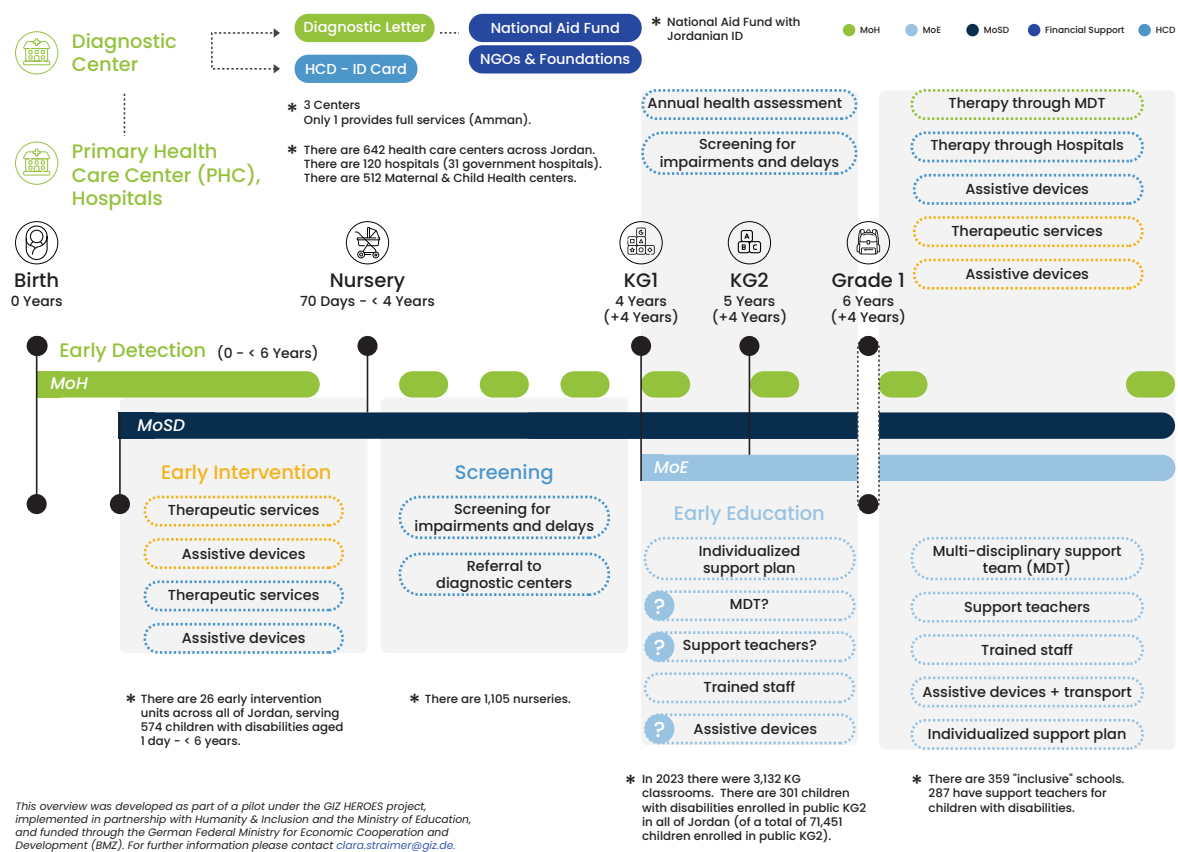 Diagnostic
Center
Diagnostic Letter
HCD - ID Card
National Aid Fund
NGOs & Foundations
* National Aid Fund with
Jordanian ID
MoH
MoE
MoSD
Financial Support
HCD
* 3 Centers
Only 1 provides full services (Amman).
Primary Health
Care Center (PHC),
Hospitals
* There are 642 health care centers across Jordan.
There are 120 hospitals (31 government hospitals).
There are 512 Maternal & Child Health centers.
Annual health assessment
Screening for
impairments and delays
Therapy through MDT
Therapy through Hospitals
Assistive devices
Therapeutic services
Assistive devices
Birth
0 Years
Nursery
70 Days - < 4 Years
A
B C
KG1
4 Years
(+4 Years)
KG2
5 Years
(+4 Years)
Grade 1
6 Years
(+4 Years)
Early Detection (0 - < 6 Years)
MoH
MoSD
MoE
Early Intervention
Therapeutic services
Assistive devices
Therapeutic services
Assistive devices
Screening
Screening for
impairments and delays
Referral to
diagnostic centers
Early Education
Individualized
support plan
? MDT?
? Support teachers?
Trained staff
? Assistive devices
Multi-disciplinary support
team (MDT)
Support teachers
Trained staff
Assistive devices + transport
Individualized support plan
* There are 26 early intervention
units across all of Jordan, serving
574 children with disabilities aged
1 day - < 6 years.
* There are 1,105 nurseries.
* In 2023 there were 3,132 KG
classrooms. There are 301 children
with disabilities enrolled in public KG2
in all of Jordan (of a total of 71,451
children enrolled in public KG2).
* There are 359 "inclusive" schools.
287 have support teachers for
children with disabilities.
This overview was developed as part of a pilot under the GIZ HEROES project,
implemented in partnership with Humanity & Inclusion and the Ministry of Education,
and funded through the German Federal Ministry for Economic Cooperation and
Development (BMZ). For further information please contact clara.straimer@giz.de.